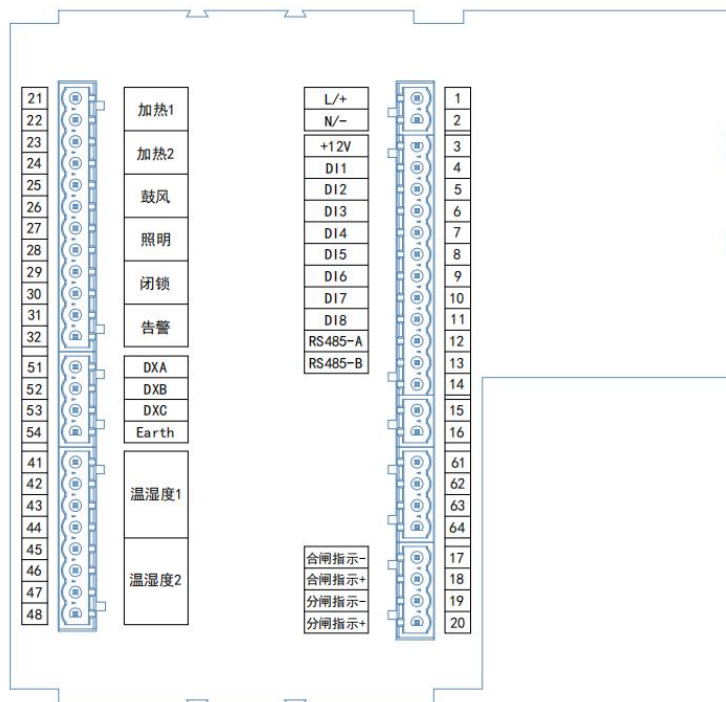 21 加热1 L/+ 1
22 N/- 2
23 加热2 +12V 3
24 DI1 4
25 鼓风 DI2 5
26 DI3 6
27 照明 DI4 7
28 DI5 8
29 闭锁 DI6 9
30 DI7 10
31 告警 DI8 11
32 RS485-A 12
51 DXA RS485-B 13
52 DXB 14
53 DXC 15
54 Earth 16
41 温湿度1 61
42 62
43 63
44 64
45 温湿度2 合闸指示- 17
46 合闸指示+ 18
47 分闸指示- 19
48 分闸指示+ 20